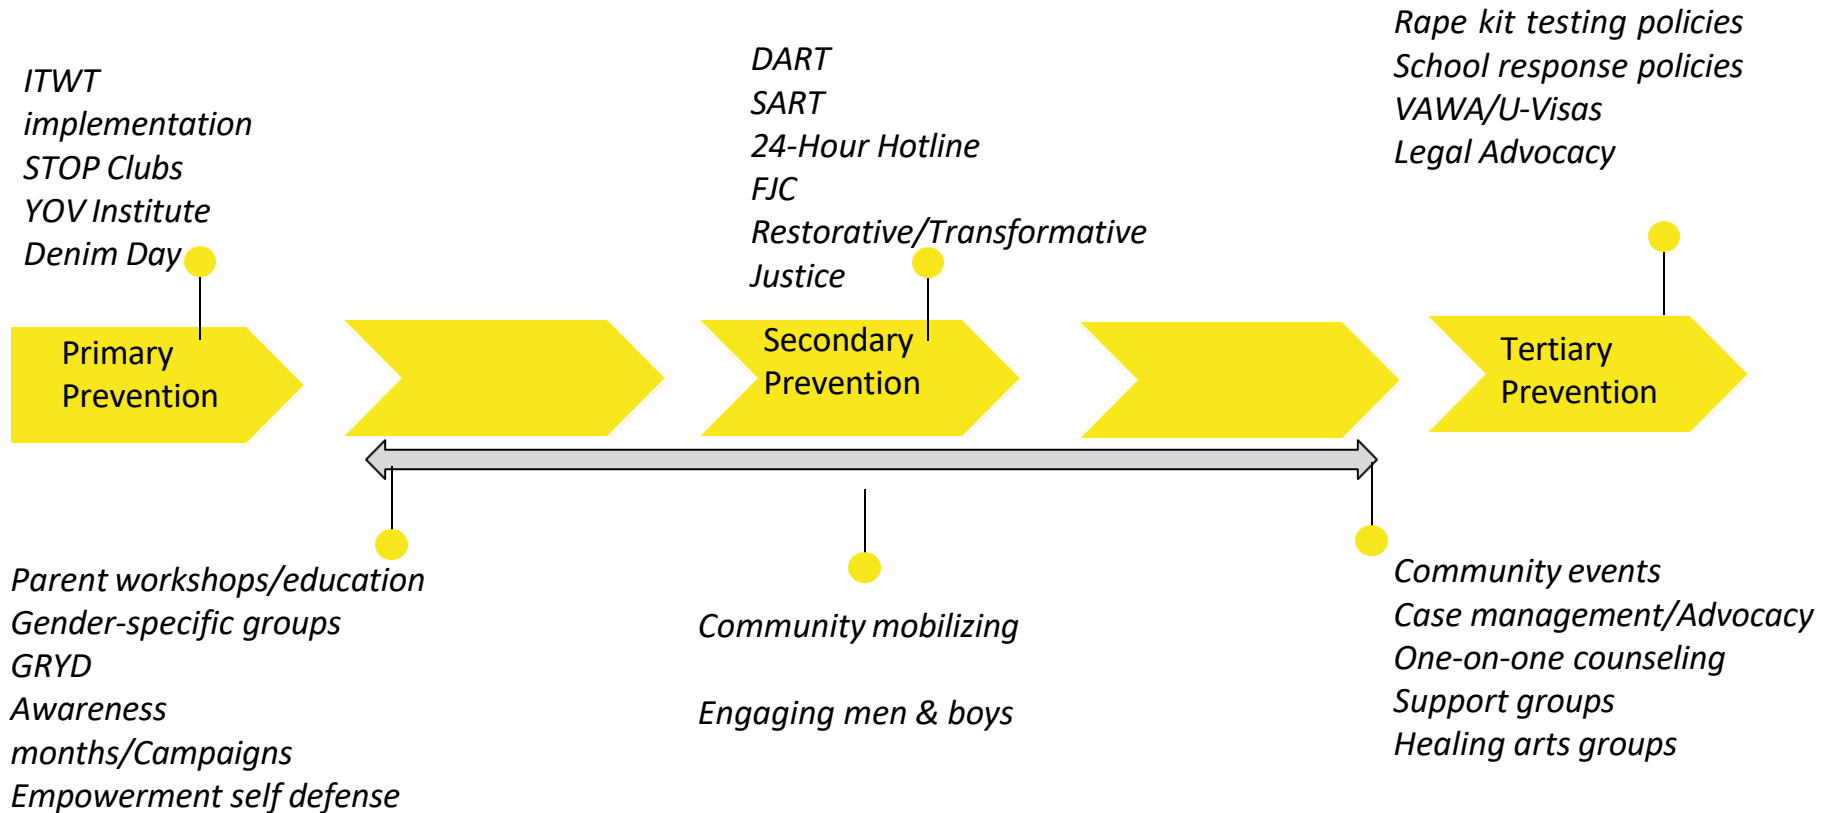 ITWT
implementation
STOP Clubs
YOV Institute
Denim Day
DART
SART
24-Hour Hotline
FJC
Restorative/Transformative
Justice
Rape kit testing policies
School response policies
VAWA/U-Visas
Legal Advocacy
Primary
Prevention
Secondary
Prevention
Tertiary
Prevention
Parent workshops/education
Gender-specific groups
GRYD
Awareness
months/Campaigns
Empowerment self defense
Community mobilizing
Engaging men & boys
Community events
Case management/Advocacy
One-on-one counseling
Support groups
Healing arts groups